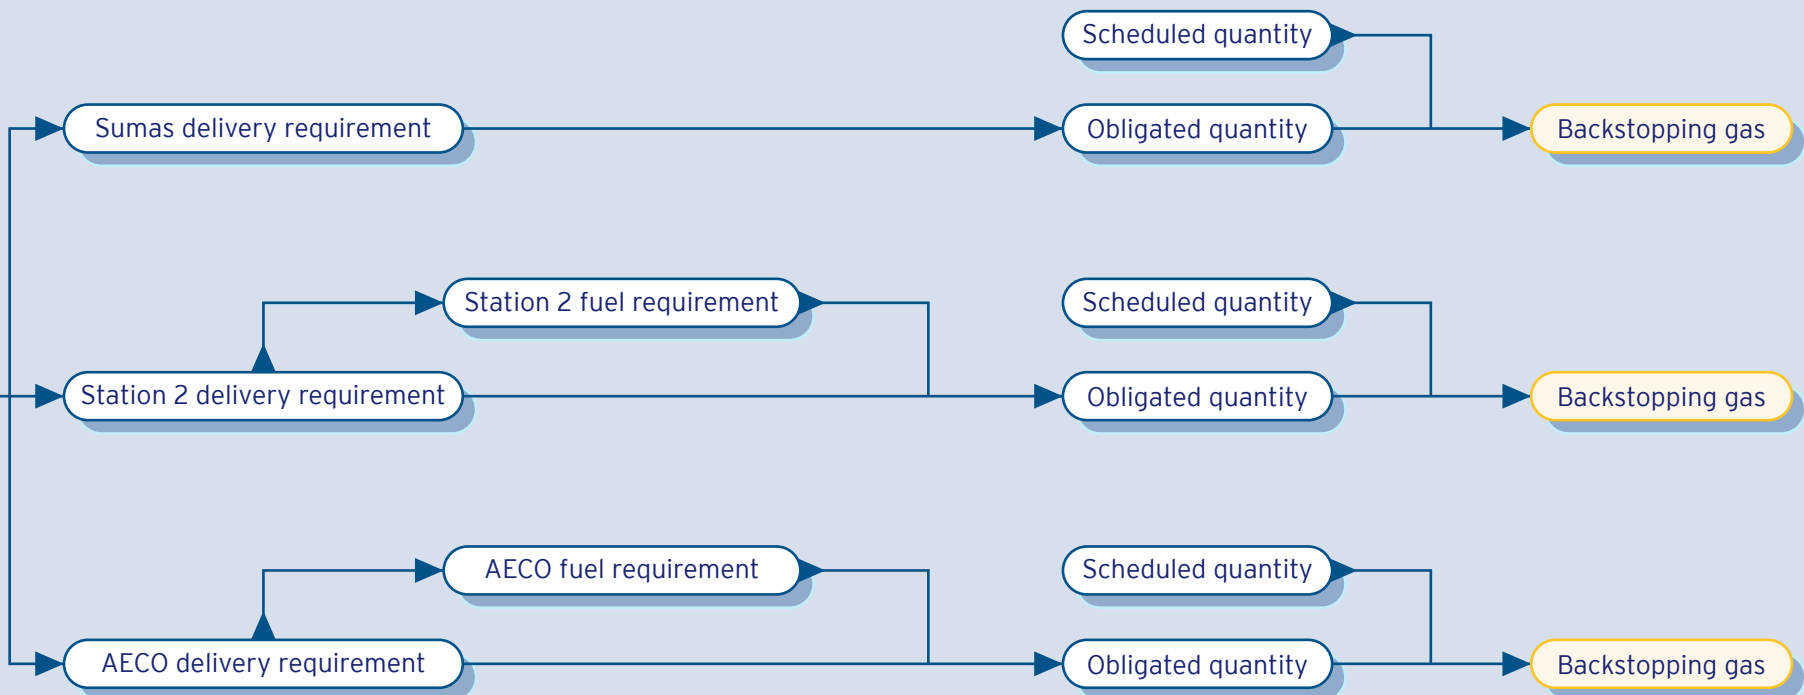 Scheduled quantity
Sumas delivery requirement
Obligated quantity
Backstopping gas
Station 2 fuel requirement
Scheduled quantity
Station 2 delivery requirement
Obligated quantity
Backstopping gas
AECO fuel requirement
Scheduled quantity
AECO delivery requirement
Obligated quantity
Backstopping gas